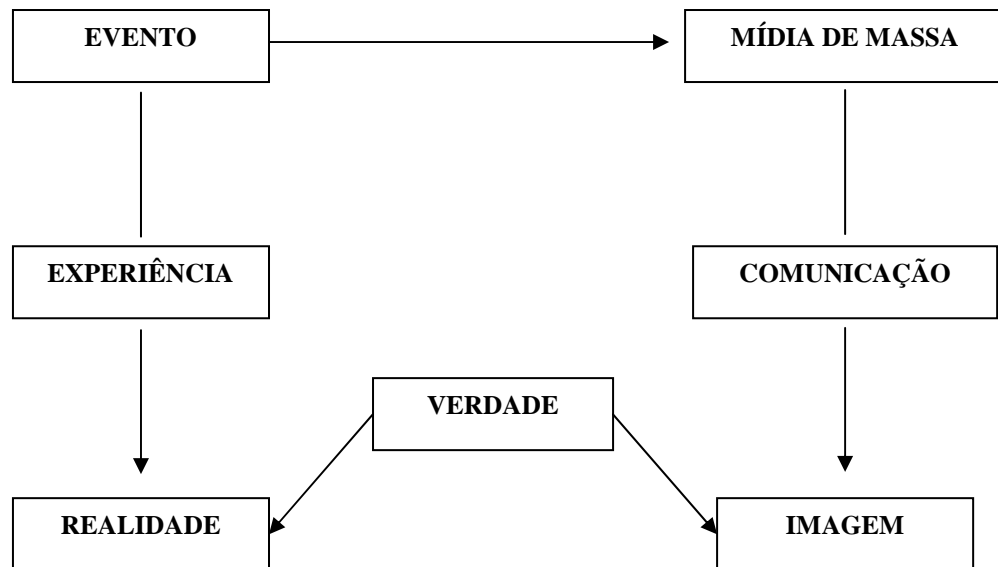 EVENTO
MÍDIA DE MASSA
EXPERIÊNCIA
COMUNICAÇÃO
VERDADE
REALIDADE
IMAGEM